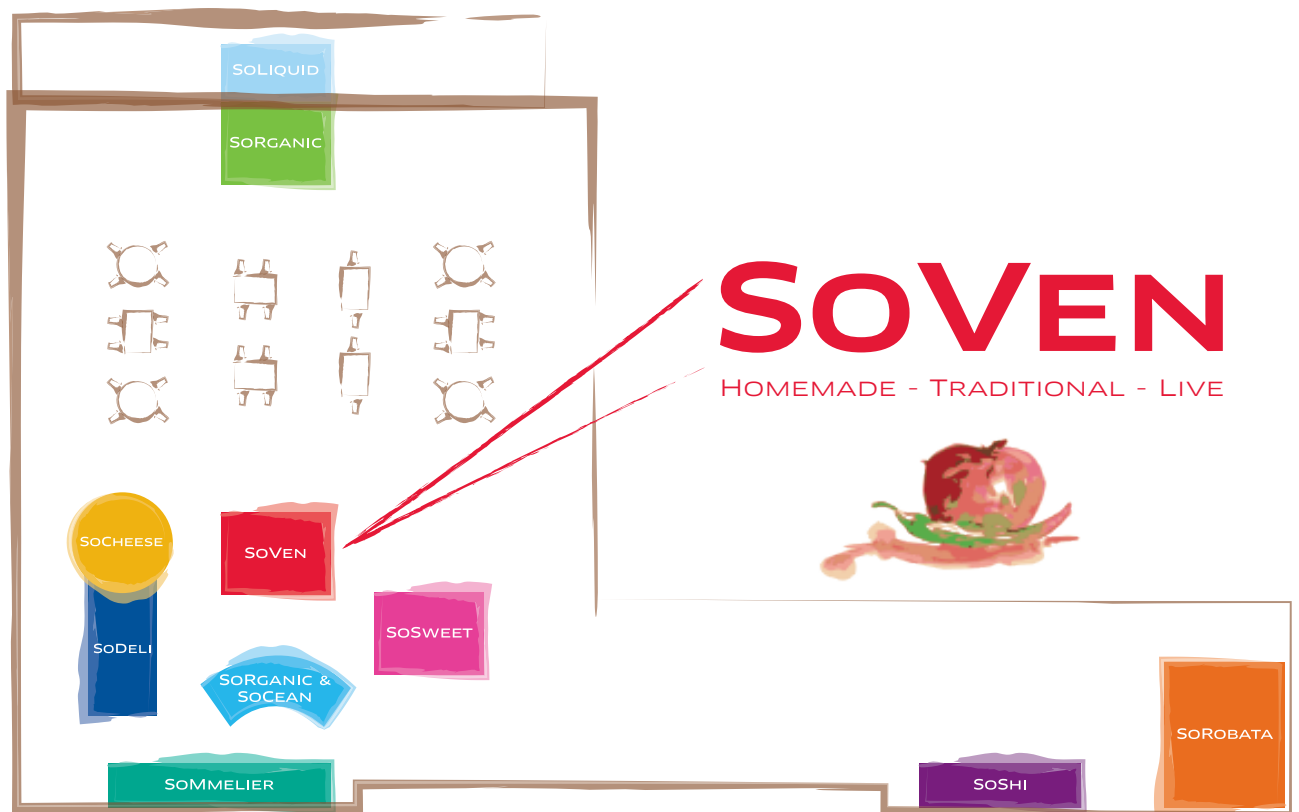 SoLiquid
SoRganic
SoVen
Homemade - Traditional - Live
SoCheese
SoVen
SoSweet
SoDeli
SoRganic &
SoCean
SoMmelier
SoShi
SoRobata